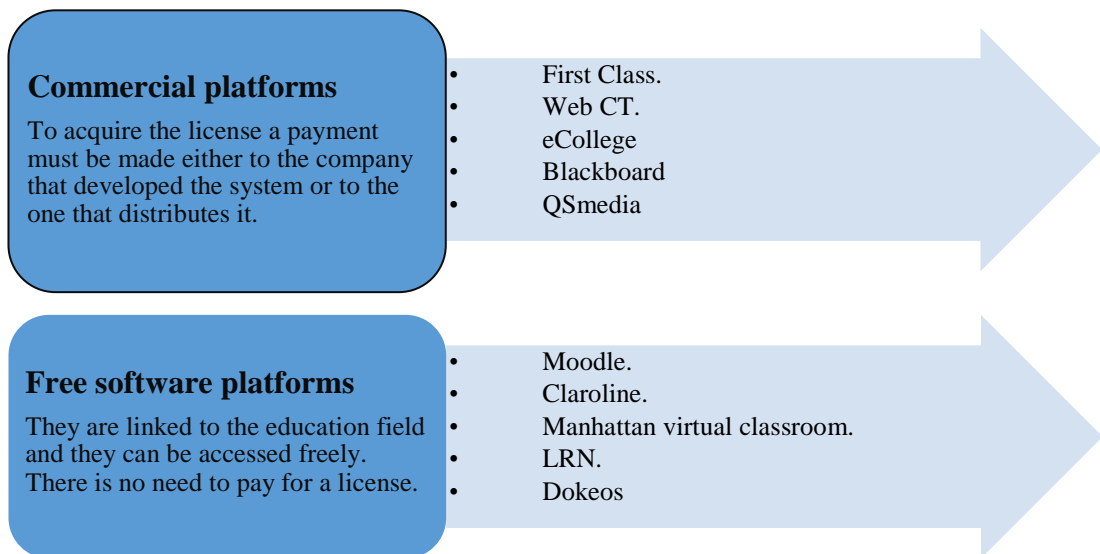 Commercial platforms
To acquire the license a payment
must be made either to the company
that developed the system or to the
one that distributes it.
• First Class.
• Web CT.
• eCollege
• Blackboard
• QSmedia
Free software platforms
They are linked to the education field
and they can be accessed freely.
There is no need to pay for a license.
• Moodle.
• Claroline.
• Manhattan virtual classroom.
• LRN.
• Dokeos